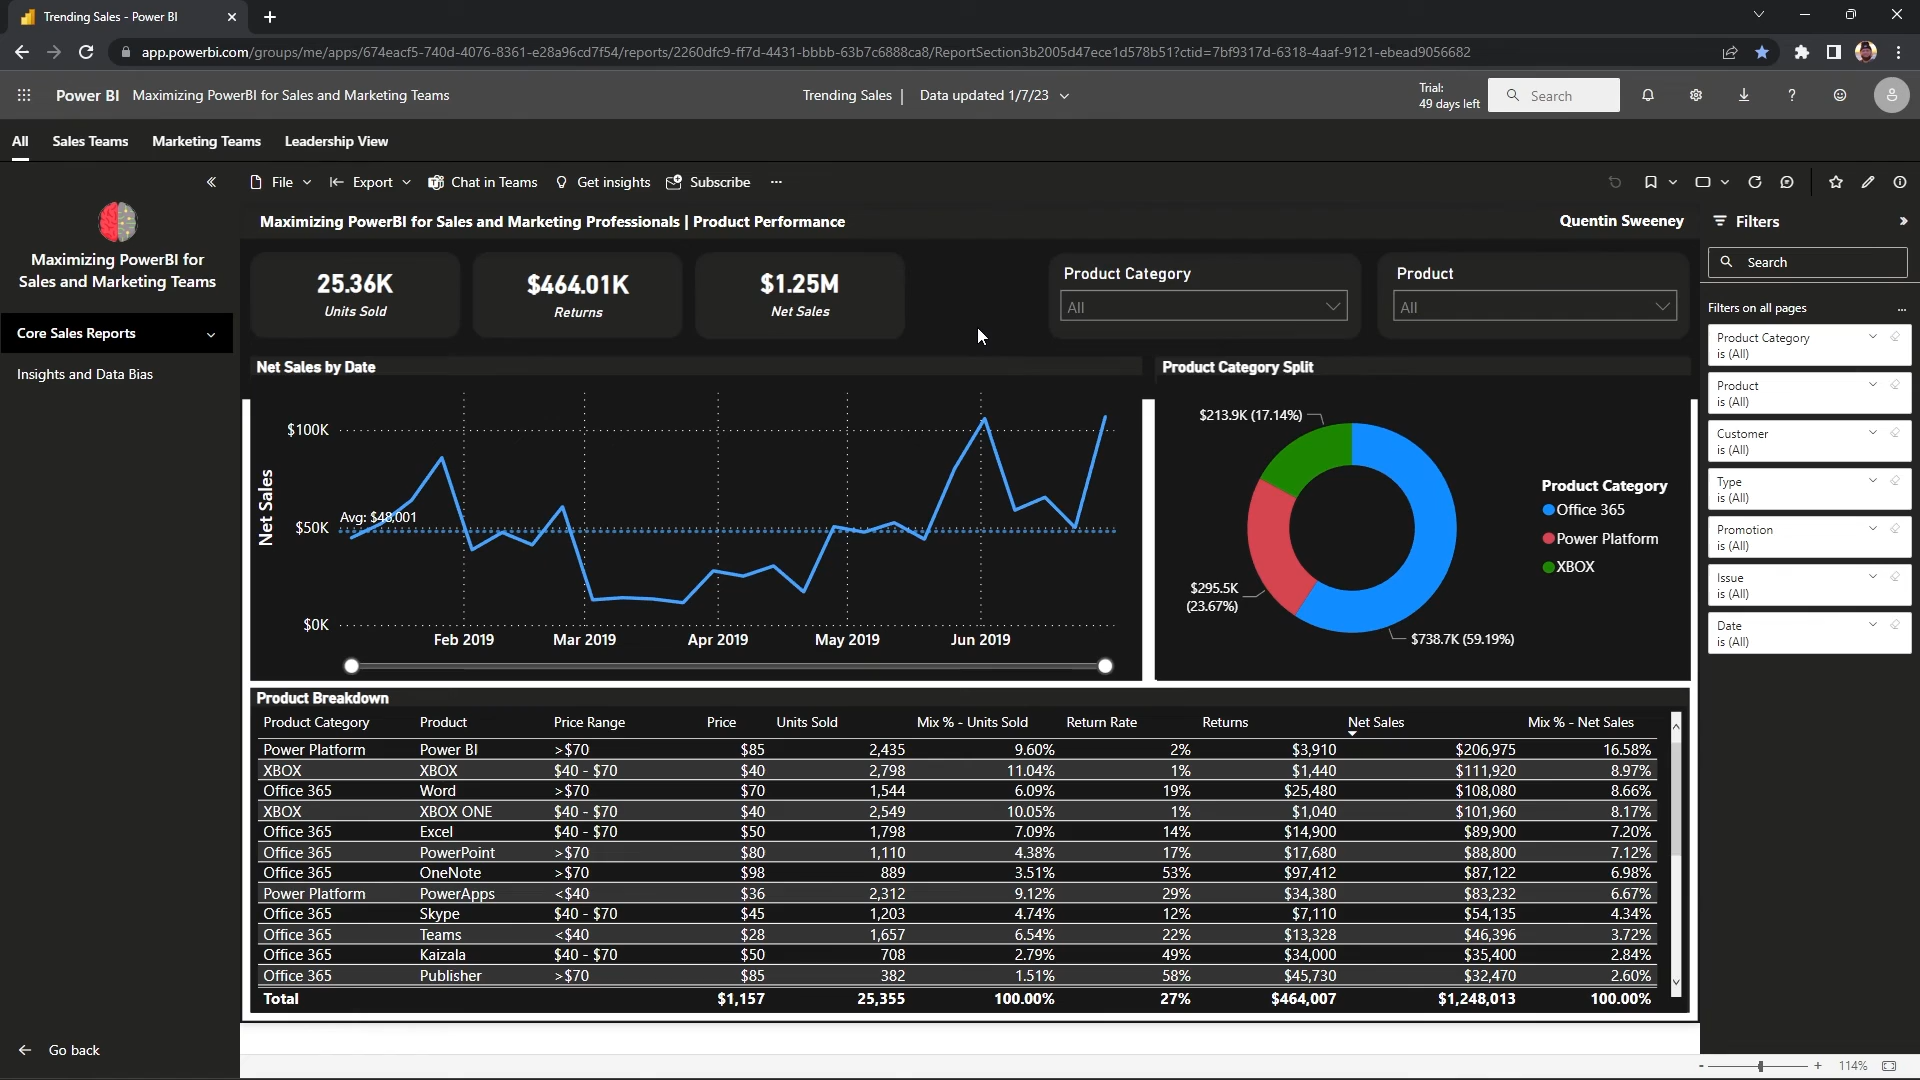 Trending Sales - Power BI
app.powerbi.com/groups/me/apps/674eacf5-740d-4076-8361-e28a96cd7f54/reports/2260dfc9-ff7d-4431-bbbb-63b7c6888ca8/ReportSection3b2005d47ece1d578b51?ctid=7bf9317d-6318-4aaf-9121-ebead9056682
Power BI Maximizing PowerBI for Sales and Marketing Teams
Trending Sales | Data updated 1/7/23
Trial:
49 days left
Search
All Sales Teams Marketing Teams Leadership View
File Export Chat in Teams Get insights Subscribe
Maximizing PowerBI for
Sales and Marketing Teams
Core Sales Reports
Insights and Data Bias
Go back
Maximizing PowerBI for Sales and Marketing Professionals | Product Performance
Quentin Sweeney
25.36K
Units Sold
$464.01K
Returns
$1.25M
Net Sales
Product Category
All
Product
All
Net Sales by Date
Net Sales
$100K
$50K
$0K
Avg: $48,001
Feb 2019 Mar 2019 Apr 2019 May 2019 Jun 2019
Product Category Split
$213.9K (17.14%)
$295.5K
(23.67%)
$738.7K (59.19%)
Product Category
Office 365
Power Platform
XBOX
Product Breakdown
Product Category Product Price Range Price Units Sold Mix % - Units Sold Return Rate Returns Net Sales Mix % - Net Sales
Power Platform Power BI >$70 $85 2,435 9.60% 2% $3,910 $206,975 16.58%
XBOX XBOX $40 - $70 $40 2,798 11.04% 1% $1,440 $111,920 8.97%
Office 365 Word >$70 $70 1,544 6.09% 19% $25,480 $108,080 8.66%
XBOX XBOX ONE $40 - $70 $40 2,549 10.05% 1% $1,040 $101,960 8.17%
Office 365 Excel $40 - $70 $50 1,798 7.09% 14% $14,900 $89,900 7.20%
Office 365 PowerPoint >$70 $80 1,110 4.38% 17% $17,680 $88,800 7.12%
Office 365 OneNote >$70 $98 889 3.51% 53% $97,412 $87,122 6.98%
Power Platform PowerApps <$40 $36 2,312 9.12% 29% $34,380 $83,232 6.67%
Office 365 Skype $40 - $70 $45 1,203 4.74% 12% $7,110 $54,135 4.34%
Office 365 Teams <$40 $28 1,657 6.54% 22% $13,328 $46,396 3.72%
Office 365 Kaizala $40 - $70 $50 708 2.79% 49% $34,000 $35,400 2.84%
Office 365 Publisher >$70 $85 382 1.51% 58% $45,730 $32,470 2.60%
Total $1,157 25,355 100.00% 27% $464,007 $1,248,013 100.00%
Filters
Search
Filters on all pages
Product Category
is (All)
Product
is (All)
Customer
is (All)
Type
is (All)
Promotion
is (All)
Issue
is (All)
Date
is (All)
- + 114%